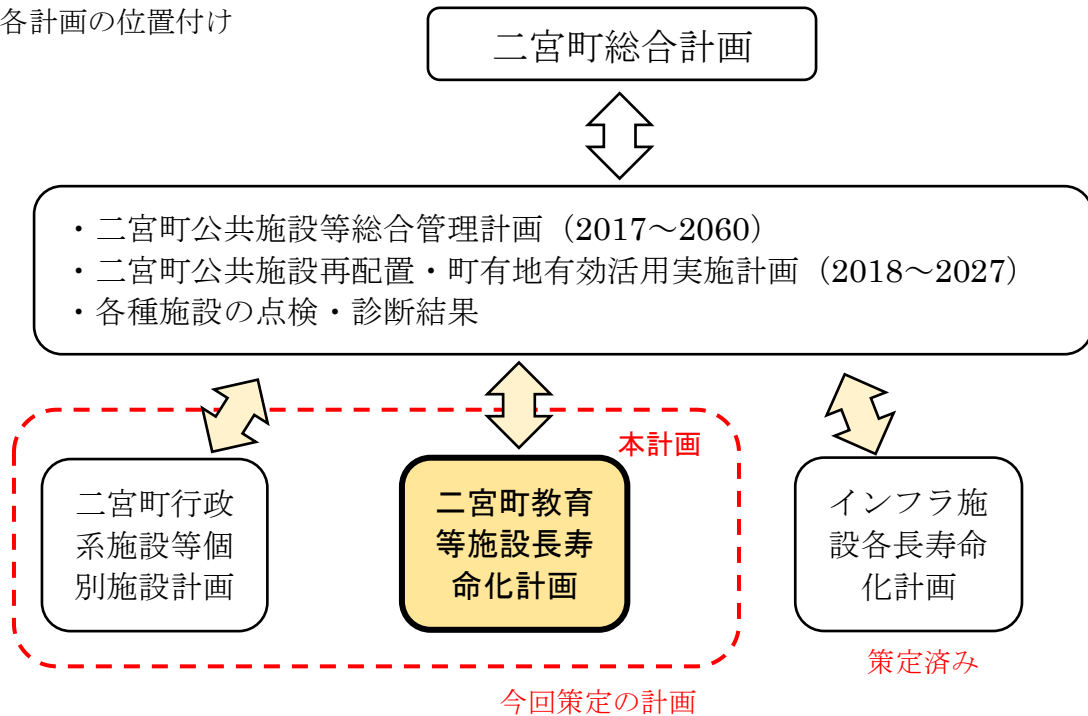 各計画の位置付け
二宮町総合計画
・二宮町公共施設等総合管理計画（2017～2060）
・二宮町公共施設再配置・町有地有効活用実施計画（2018～2027）
・各種施設の点検・診断結果
本計画
二宮町行政
系施設等個
別施設計画
二宮町教育
等施設長寿
命化計画
インフラ施
設各長寿命
化計画
策定済み
今回策定の計画